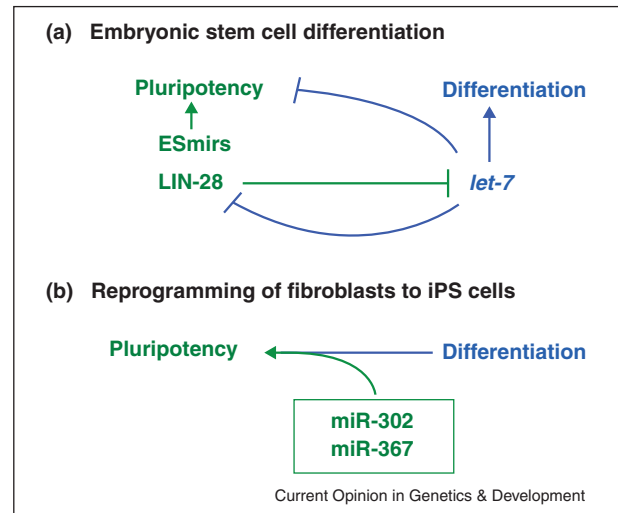 (a) Embryonic stem cell differentiation
Pluripotency Differentiation
ESmirs
LIN-28 let-7
(b) Reprogramming of fibroblasts to iPS cells
Pluripotency Differentiation
miR-302
miR-367
Current Opinion in Genetics & Development